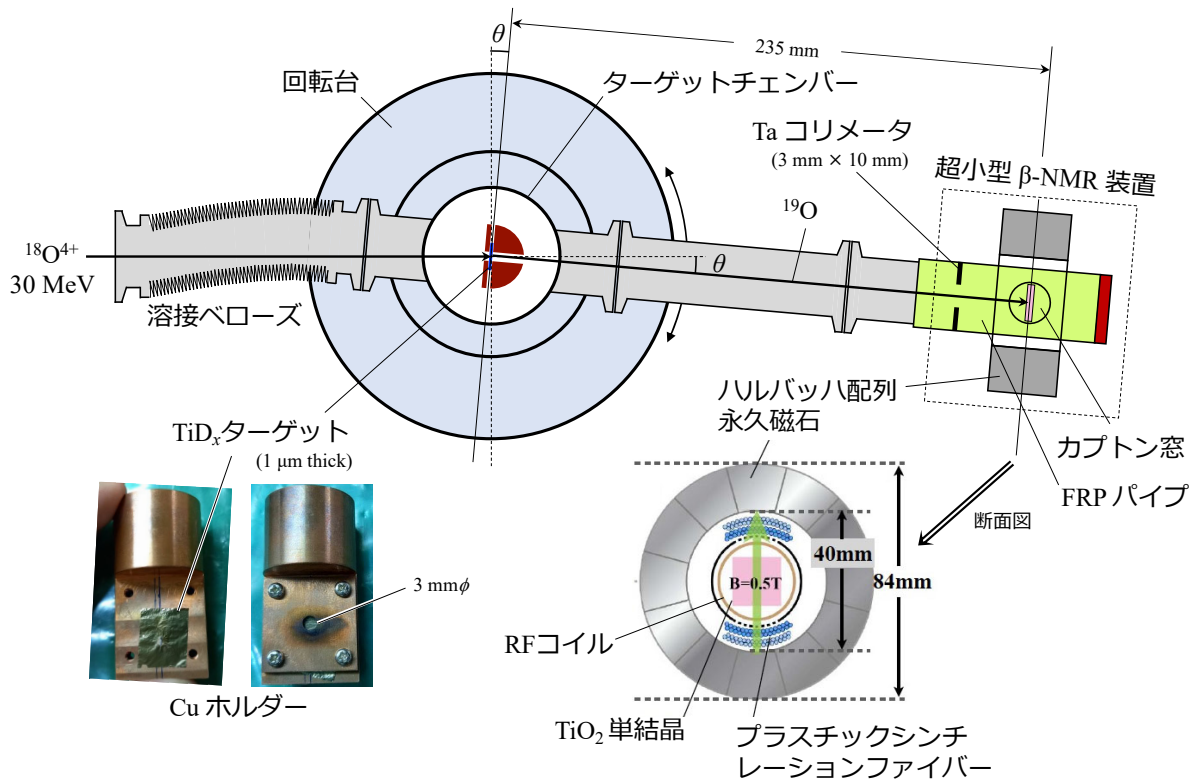 θ
235 mm
回転台
ターゲットチェンバー
Ta コリメータ
(3 mm × 10 mm)
超小型 β-NMR 装置
¹⁹O
¹⁸O⁴⁺
30 MeV
θ
溶接ベローズ
ハルバッハ配列
永久磁石
TiDₓターゲット
(1 μm thick)
カプトン窓
FRP パイプ
断面図
40mm
84mm
B=0.5T
3 mmϕ
RFコイル
Cu ホルダー
TiO₂ 単結晶
プラスチックシンチ
レーションファイバー